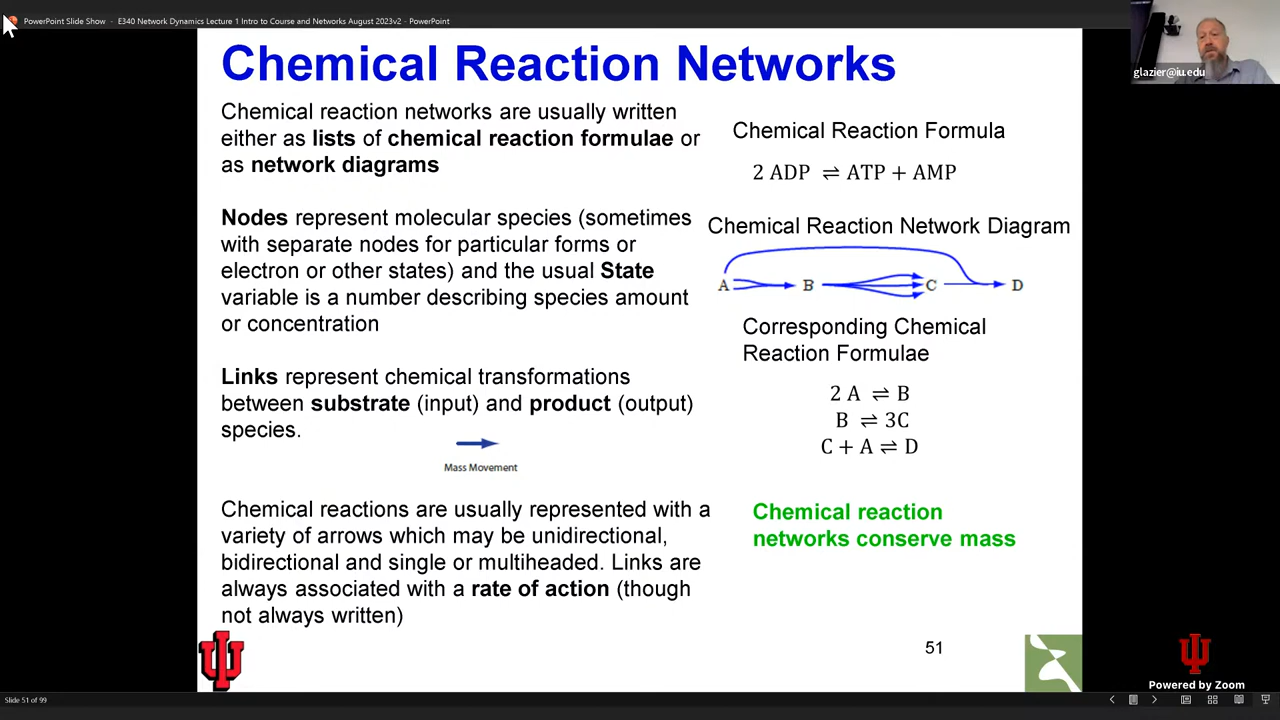 PowerPoint Slide Show - E340 Network Dynamics Lecture 1 Intro to Course and Networks August 2023v2 - PowerPoint
glazier@iu.edu
Chemical Reaction Networks
Chemical reaction networks are usually written
either as lists of chemical reaction formulae or
as network diagrams
Nodes represent molecular species (sometimes
with separate nodes for particular forms or
electron or other states) and the usual State
variable is a number describing species amount
or concentration
Links represent chemical transformations
between substrate (input) and product (output)
species.
Mass Movement
Chemical reactions are usually represented with a
variety of arrows which may be unidirectional,
bidirectional and single or multiheaded. Links are
always associated with a rate of action (though
not always written)
Chemical Reaction Formula
2 ADP ⇌ ATP + AMP
Chemical Reaction Network Diagram
A B C D
Corresponding Chemical
Reaction Formulae
2 A ⇌ B
B ⇌ 3C
C + A ⇌ D
Chemical reaction
networks conserve mass
51
Powered by Zoom
Slide 51 of 99